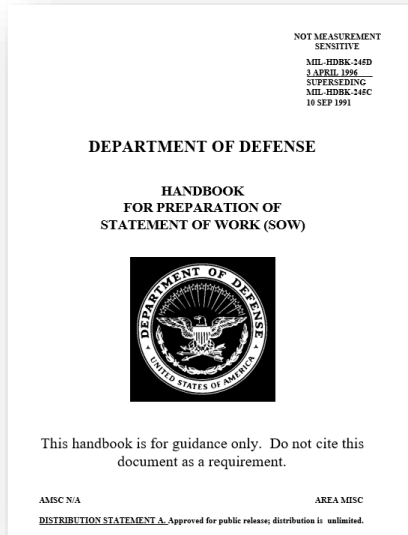 NOT MEASUREMENT
SENSITIVE
MIL-HDBK-245D
3 APRIL 1996
SUPERSEDING
MIL-HDBK-245C
10 SEP 1991
DEPARTMENT OF DEFENSE
HANDBOOK
FOR PREPARATION OF
STATEMENT OF WORK (SOW)
DEPARTMENT OF DEFENSE
UNITED STATES OF AMERICA
This handbook is for guidance only. Do not cite this
document as a requirement.
AMSC N/A AREA MISC
DISTRIBUTION STATEMENT A. Approved for public release; distribution is unlimited.